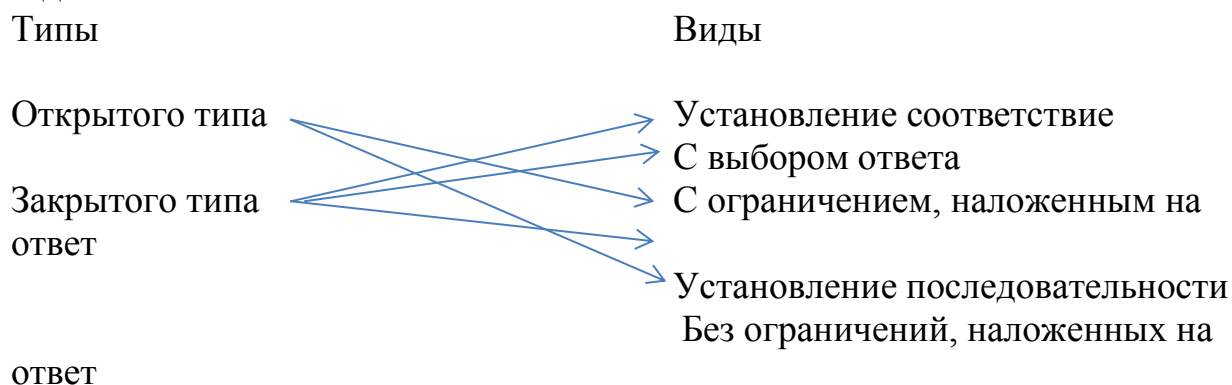 Типы Виды
Открытого типа Установление соответствие
С выбором ответа
Закрытого типа С ограничением, наложенным на
ответ
Установление последовательности
Без ограничений, наложенных на
ответ